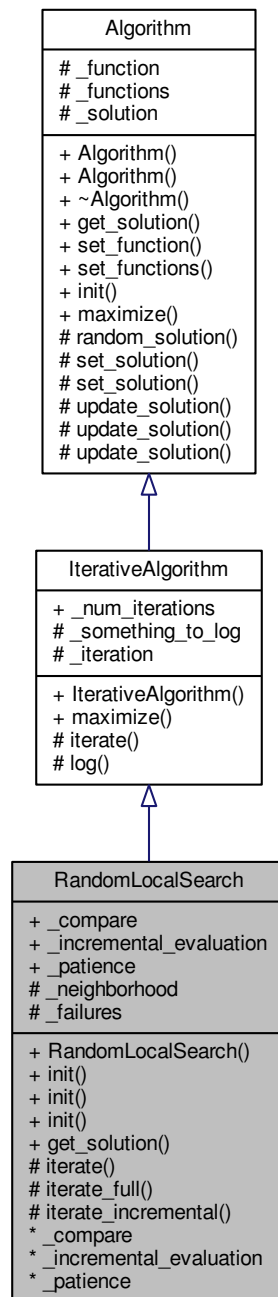 Algorithm
# _function
# _functions
# _solution
+ Algorithm()
+ Algorithm()
+ ~Algorithm()
+ get_solution()
+ set_function()
+ set_functions()
+ init()
+ maximize()
# random_solution()
# set_solution()
# set_solution()
# update_solution()
# update_solution()
# update_solution()
IterativeAlgorithm
+ _num_iterations
# _something_to_log
# _iteration
+ IterativeAlgorithm()
+ maximize()
# iterate()
# log()
RandomLocalSearch
+ _compare
+ _incremental_evaluation
+ _patience
# _neighborhood
# _failures
+ RandomLocalSearch()
+ init()
+ init()
+ init()
+ get_solution()
# iterate()
# iterate_full()
# iterate_incremental()
* _compare
* _incremental_evaluation
* _patience